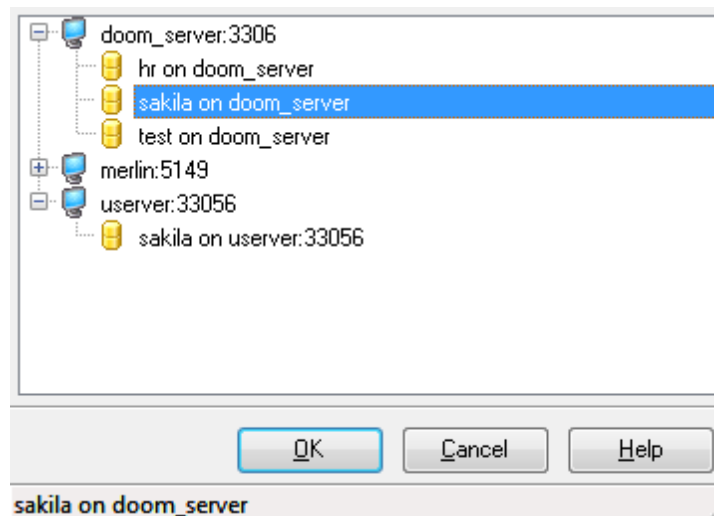 doom_server:3306
hr on doom_server
sakila on doom_server
test on doom_server
merlin:5149
userver:33056
sakila on userver:33056
OK Cancel Help
sakila on doom_server